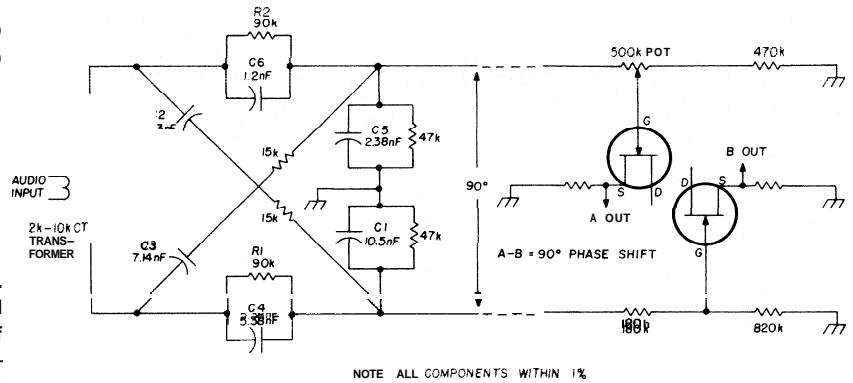 R2
90k
C6
1.2nF
15k
15k
C5
2.38nF
47k
C1
10.5nF
47k
AUDIO
INPUT
2k-10k CT
TRANS-
FORMER
C3
7.14nF
R1
90k
C4
5.38nF
90°
500k POT
470k
G
S
D
A OUT
B OUT
D
S
G
A-B = 90° PHASE SHIFT
180k
820k
NOTE ALL COMPONENTS WITHIN 1%